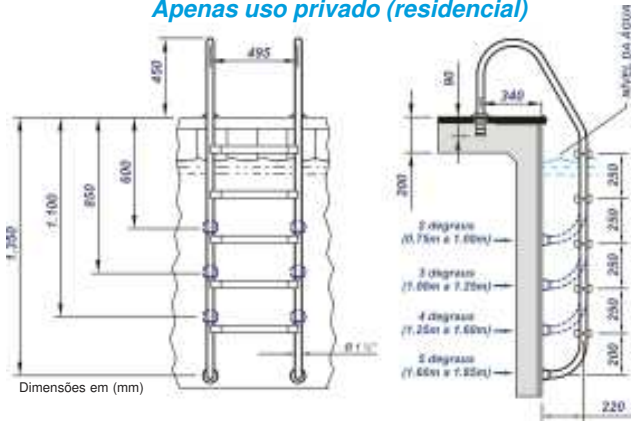 Apenas uso privado (residencial)
450
495
1.350
1.100
850
600
Ø 1 ½"
Dimensões em (mm)
NÍVEL DA ÁGUA
90
340
200
250
250
250
250
200
220
2 degraus
(0.75m a 1.00m)
3 degraus
(1.00m a 1.25m)
4 degraus
(1.25m a 1.60m)
5 degraus
(1.60m a 1.85m)